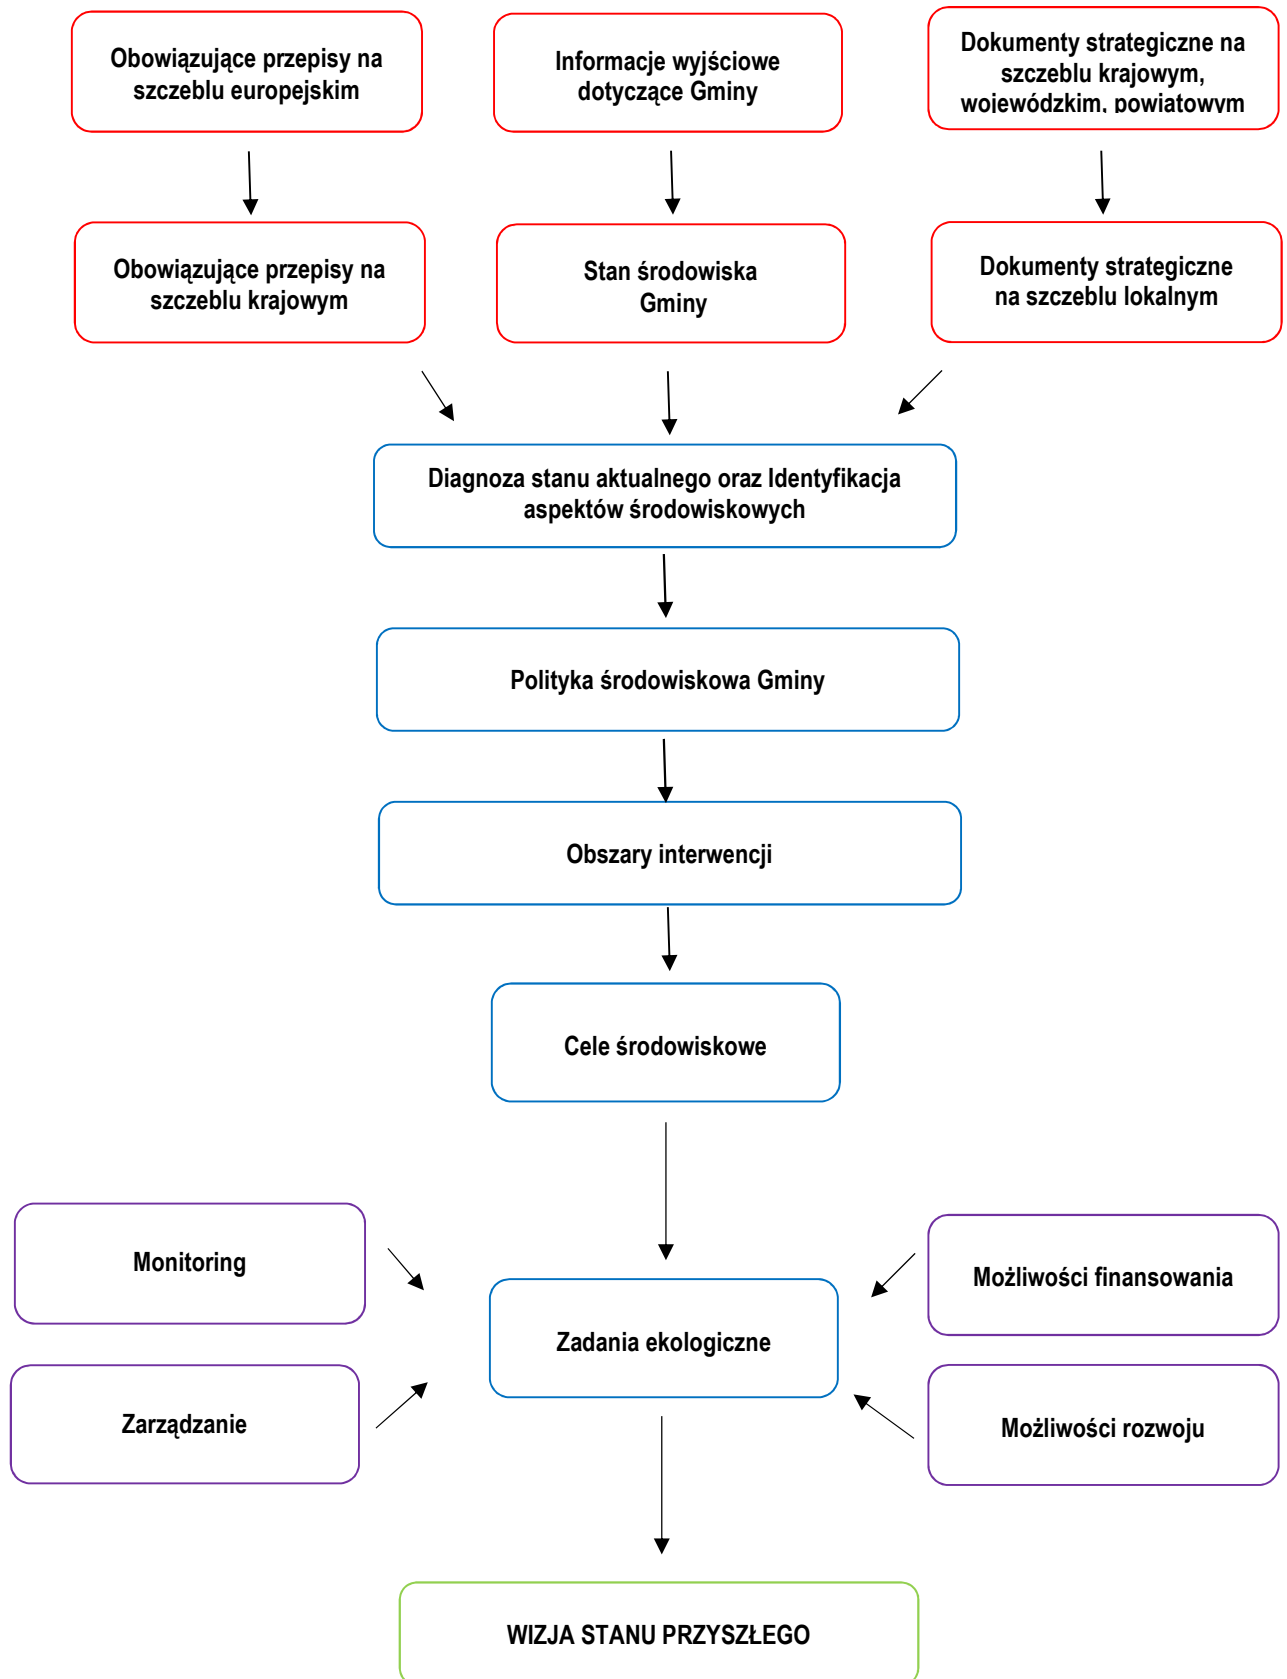 Obowiązujące przepisy na
szczeblu europejskim
Informacje wyjściowe
dotyczące Gminy
Dokumenty strategiczne na
szczeblu krajowym,
wojewódzkim, powiatowym
Obowiązujące przepisy na
szczeblu krajowym
Stan środowiska
Gminy
Dokumenty strategiczne
na szczeblu lokalnym
Diagnoza stanu aktualnego oraz Identyfikacja
aspektów środowiskowych
Polityka środowiskowa Gminy
Obszary interwencji
Cele środowiskowe
Monitoring
Możliwości finansowania
Zadania ekologiczne
Zarządzanie
Możliwości rozwoju
WIZJA STANU PRZYSZŁEGO